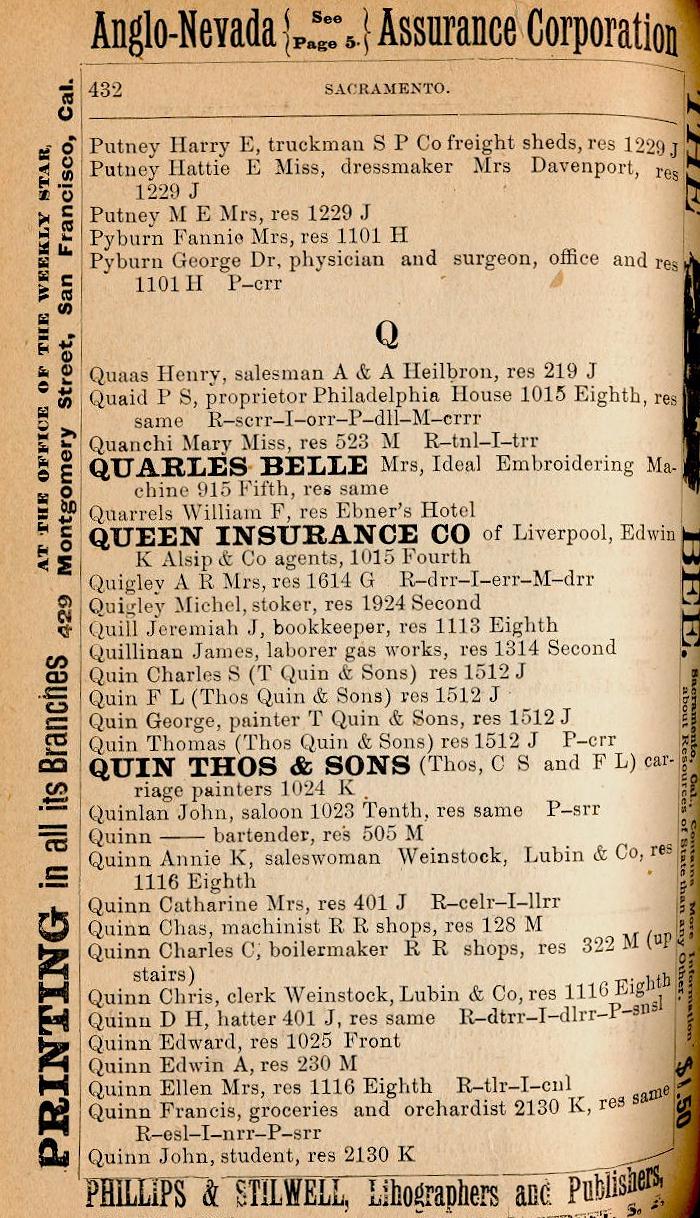 Anglo-Nevada { See Page 5. } Assurance Corporation
432 SACRAMENTO.
Putney Harry E, truckman S P Co freight sheds, res 1229 J
Putney Hattie E Miss, dressmaker Mrs Davenport, res
1229 J
Putney M E Mrs, res 1229 J
Pyburn Fannie Mrs, res 1101 H
Pyburn George Dr, physician and surgeon, office and res
1101 H P–crr
Q
Quaas Henry, salesman A & A Heilbron, res 219 J
Quaid P S, proprietor Philadelphia House 1015 Eighth, res
same R–scrr–I–orr–P–dll–M–crrr
Quanchi Mary Miss, res 523 M R–tnl–I–trr
QUARLES BELLE Mrs, Ideal Embroidering Ma-
chine 915 Fifth, res same
Quarrels William F, res Ebner's Hotel
QUEEN INSURANCE CO of Liverpool, Edwin
K Alsip & Co agents, 1015 Fourth
Quigley A R Mrs, res 1614 G R–drr–I–err–M–drr
Quigley Michel, stoker, res 1924 Second
Quill Jeremiah J, bookkeeper, res 1113 Eighth
Quillinan James, laborer gas works, res 1314 Second
Quin Charles S (T Quin & Sons) res 1512 J
Quin F L (Thos Quin & Sons) res 1512 J
Quin George, painter T Quin & Sons, res 1512 J
Quin Thomas (Thos Quin & Sons) res 1512 J P–crr
QUIN THOS & SONS (Thos, C S and F L) car-
riage painters 1024 K
Quinlan John, saloon 1023 Tenth, res same P–srr
Quinn —— bartender, res 505 M
Quinn Annie K, saleswoman Weinstock, Lubin & Co, res
1116 Eighth
Quinn Catharine Mrs, res 401 J R–celr–I–llrr
Quinn Chas, machinist R R shops, res 128 M
Quinn Charles C, boilermaker R R shops, res 322 M (up
stairs)
Quinn Chris, clerk Weinstock, Lubin & Co, res 1116 Eighth
Quinn D H, hatter 401 J, res same R–dtrr–I–dlrr–P–snsl
Quinn Edward, res 1025 Front
Quinn Edwin A, res 230 M
Quinn Ellen Mrs, res 1116 Eighth R–tlr–I–cnl
Quinn Francis, groceries and orchardist 2130 K, res same
R–esl–I–nrr–P–srr
Quinn John, student, res 2130 K
PHILLIPS & STILWELL, Lihographers and Publishers,
PRINTING in all its Branches AT THE OFFICE OF THE WEEKLY STAR,
429 Montgomery Street, San Francisco, Cal.
THE BEE.
Sacramento, Cal. Contains More Information
about Resources of State than any Other.
$1.50